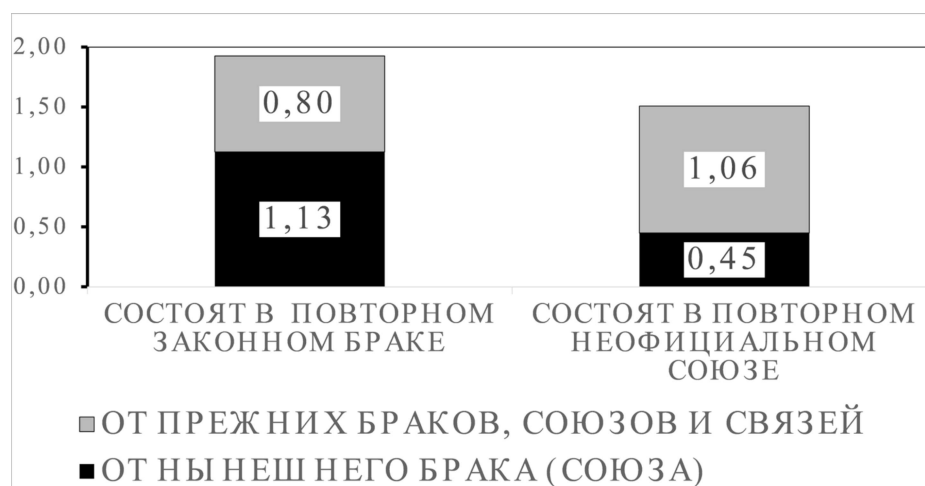 2,00
1,50
1,00
0,50
0,00
0,80
1,13
1,06
0,45
СОСТОЯТ В ПОВТОРНОМ
ЗАКОННОМ БРАКЕ
СОСТОЯТ В ПОВТОРНОМ
НЕОФИЦИАЛЬНОМ
СОЮЗЕ
ОТ ПРЕЖНИХ БРАКОВ, СОЮЗОВ И СВЯЗЕЙ
ОТ НЫНЕШНЕГО БРАКА (СОЮЗА)